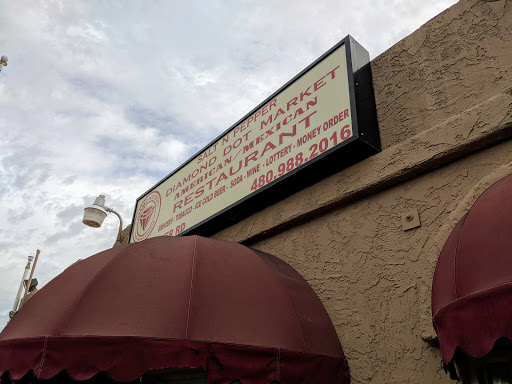 SALT N PEPPER
DIAMOND DOT MARKET
AMERICAN/MEXICAN
RESTAURANT
GROCERY - TOBACCO - ICE COLD BEER - SODA - WINE - LOTTERY - MONEY ORDER
480.988.2016